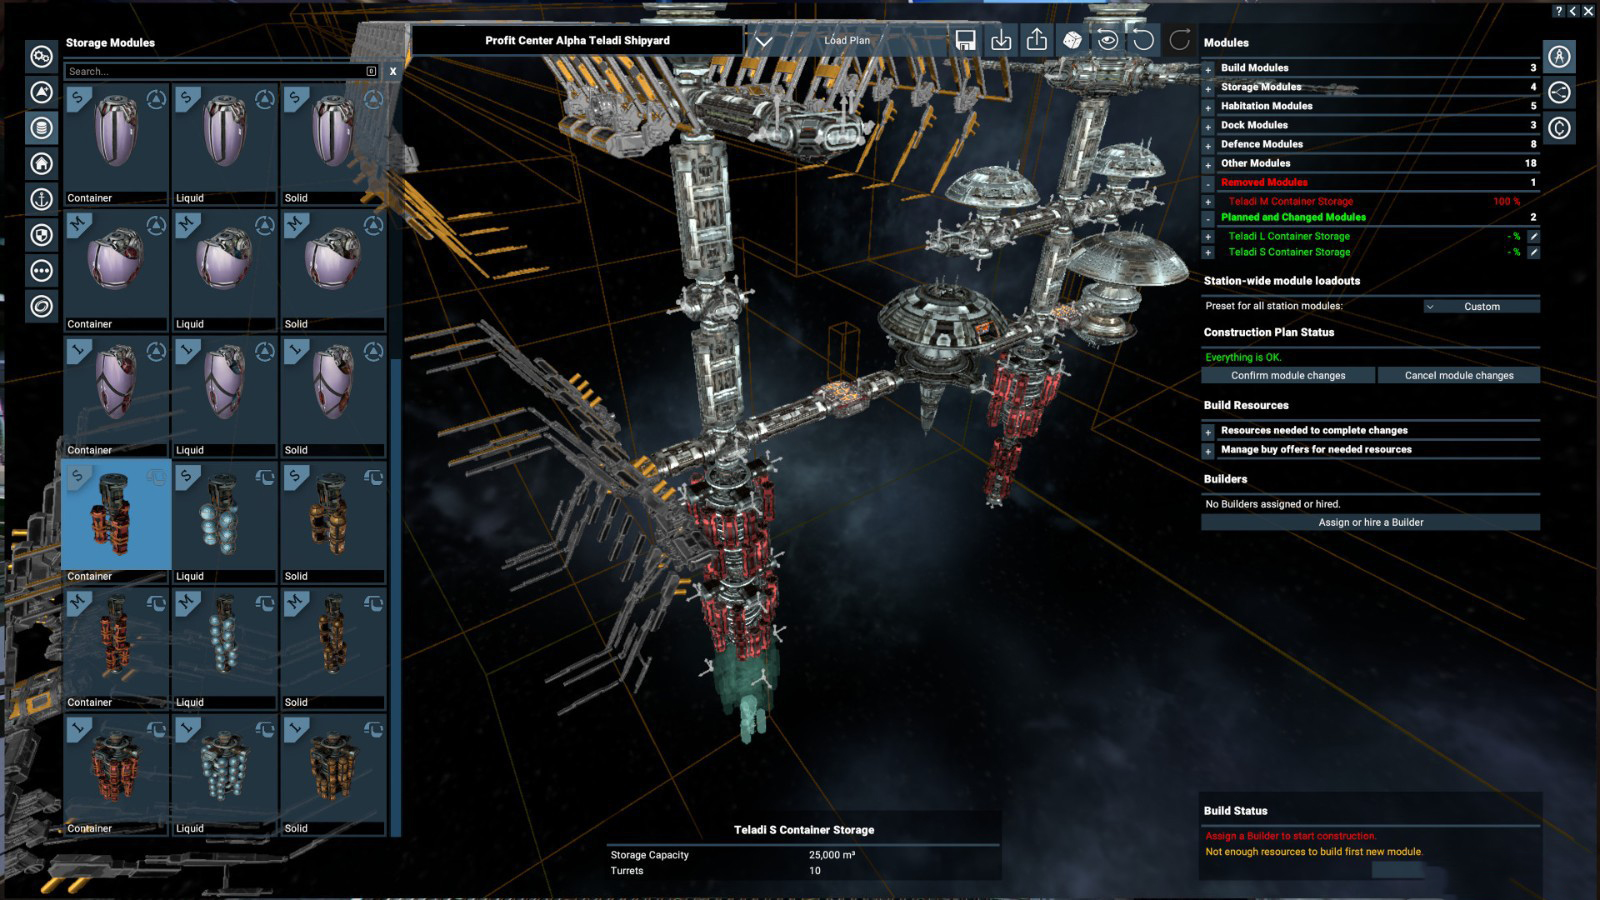 ? < X
Storage Modules
Search...
x
Profit Center Alpha Teladi Shipyard
Load Plan
S S S
Container Liquid Solid
M M M
Container Liquid Solid
L L L
Container Liquid Solid
S S S
Container Liquid Solid
M M M
Container Liquid Solid
L L L
Container Liquid Solid
Modules
+ Build Modules 3
+ Storage Modules 4
+ Habitation Modules 5
+ Dock Modules 3
+ Defence Modules 8
+ Other Modules 18
- Removed Modules 1
+ Teladi M Container Storage 100 %
- Planned and Changed Modules 2
+ Teladi L Container Storage - %
+ Teladi S Container Storage - %
Station-wide module loadouts
Preset for all station modules: Custom
Construction Plan Status
Everything is OK.
Confirm module changes Cancel module changes
Build Resources
+ Resources needed to complete changes
+ Manage buy offers for needed resources
Builders
No Builders assigned or hired.
Assign or hire a Builder
Teladi S Container Storage
Storage Capacity 25,000 m³
Turrets 10
Build Status
Assign a Builder to start construction.
Not enough resources to build first new module.